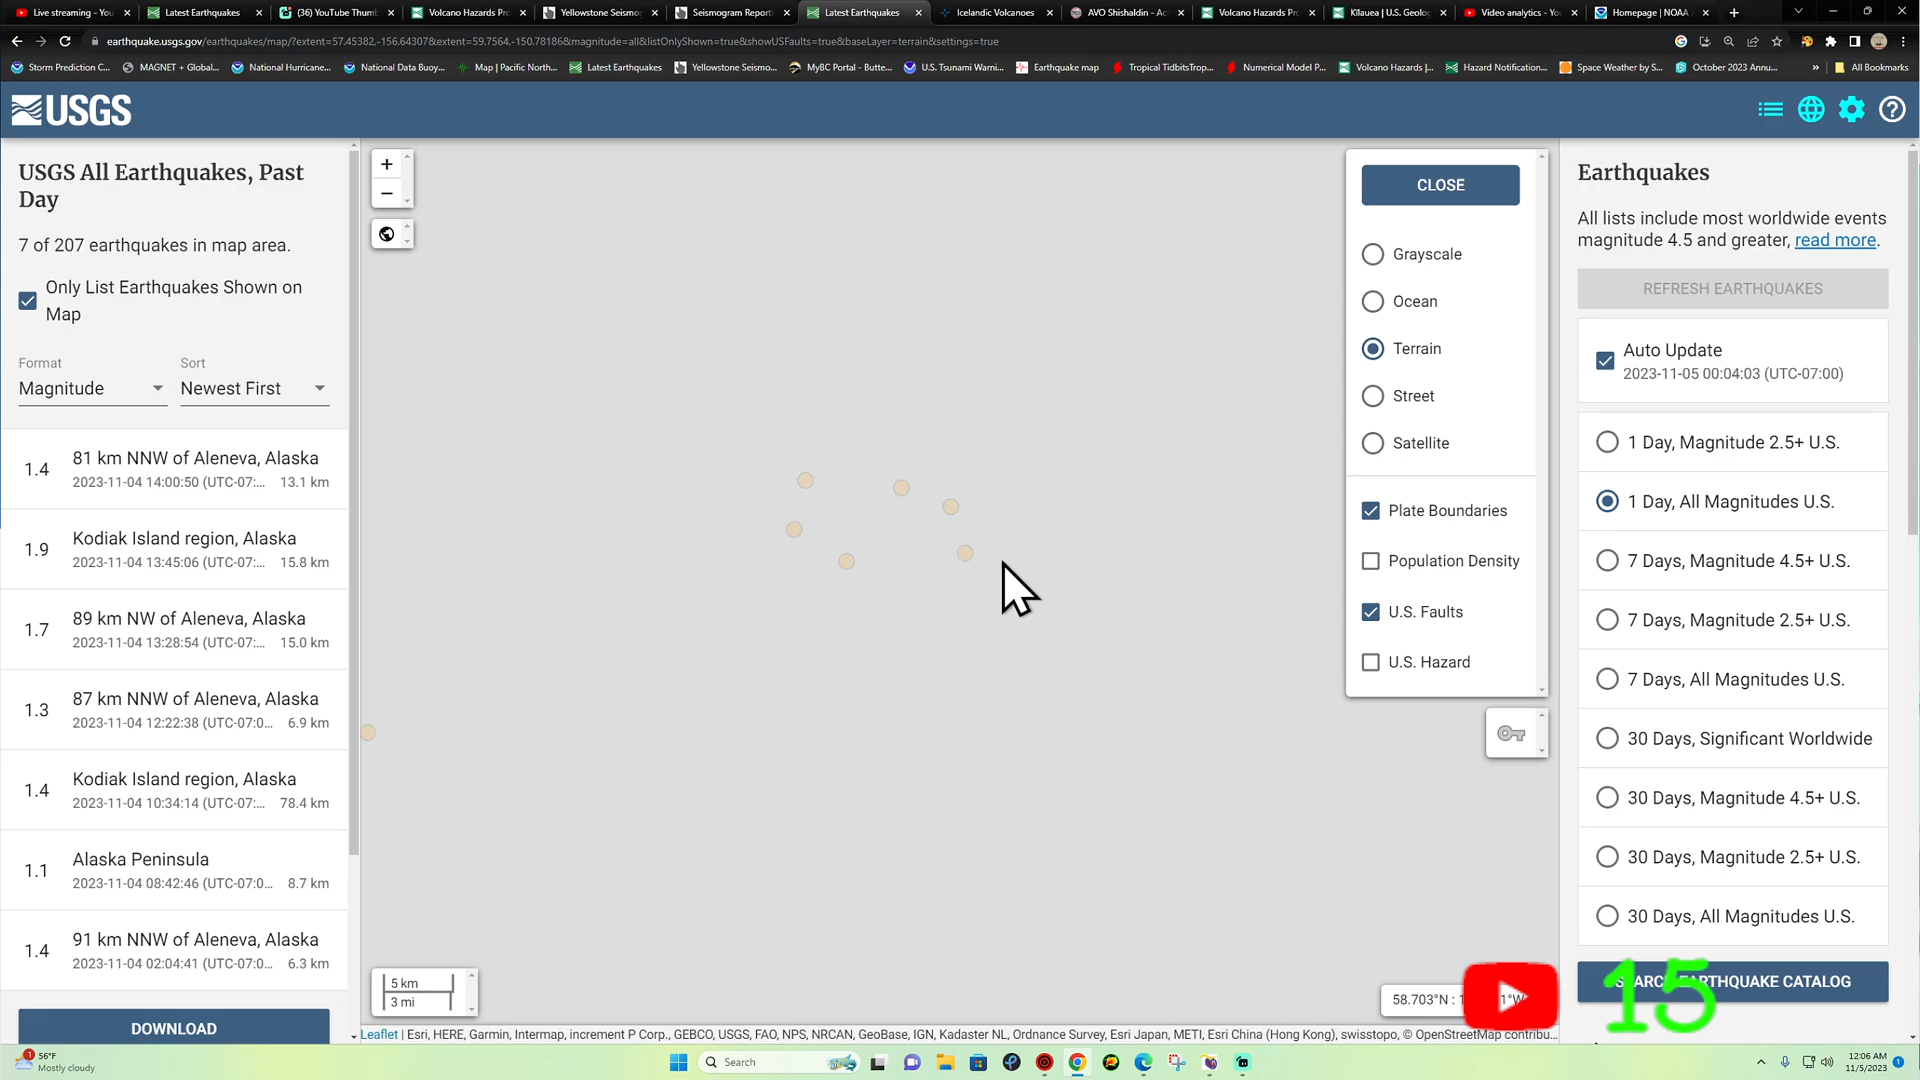 Live streaming - You
Latest Earthquakes
(36) YouTube Thumb
Volcano Hazards Pro
Yellowstone Seismog
Seismogram Reporti
Latest Earthquakes
Icelandic Volcanoes
AVO Shishaldin - Ac
Volcano Hazards Pro
Kilauea | U.S. Geolo
Video analytics - Yo
Homepage | NOAA
earthquake.usgs.gov/earthquakes/map/?extent=57.45382,-156.64307&extent=59.7564,-150.78186&magnitude=all&listOnlyShown=true&showUSFaults=true&baseLayer=terrain&settings=true
Storm Prediction C...
MAGNET + Global...
National Hurricane...
National Data Buoy...
Map | Pacific North...
Latest Earthquakes
Yellowstone Seismo...
MyBC Portal - Butte...
U.S. Tsunami Warni...
Earthquake map
Tropical TidbitsTrop...
Numerical Model P...
Volcano Hazards |...
Hazard Notification...
Space Weather by S...
October 2023 Annu...
»
All Bookmarks
USGS
USGS All Earthquakes, Past
Day
7 of 207 earthquakes in map area.
Only List Earthquakes Shown on
Map
Format
Sort
Magnitude
Newest First
1.4
81 km NNW of Aleneva, Alaska
2023-11-04 14:00:50 (UTC-07:... 13.1 km
1.9
Kodiak Island region, Alaska
2023-11-04 13:45:06 (UTC-07:... 15.8 km
1.7
89 km NW of Aleneva, Alaska
2023-11-04 13:28:54 (UTC-07:... 15.0 km
1.3
87 km NNW of Aleneva, Alaska
2023-11-04 12:22:38 (UTC-07:0... 6.9 km
1.4
Kodiak Island region, Alaska
2023-11-04 10:34:14 (UTC-07:... 78.4 km
1.1
Alaska Peninsula
2023-11-04 08:42:46 (UTC-07:0... 8.7 km
1.4
91 km NNW of Aleneva, Alaska
2023-11-04 02:04:41 (UTC-07:0... 6.3 km
DOWNLOAD
+
−
5 km
3 mi
CLOSE
Grayscale
Ocean
Terrain
Street
Satellite
Plate Boundaries
Population Density
U.S. Faults
U.S. Hazard
58.703°N :
Leaflet | Esri, HERE, Garmin, Intermap, increment P Corp., GEBCO, USGS, FAO, NPS, NRCAN, GeoBase, IGN, Kadaster NL, Ordnance Survey, Esri Japan, METI, Esri China (Hong Kong), swisstopo, © OpenStreetMap contribu...
Earthquakes
All lists include most worldwide events
magnitude 4.5 and greater, read more.
REFRESH EARTHQUAKES
Auto Update
2023-11-05 00:04:03 (UTC-07:00)
1 Day, Magnitude 2.5+ U.S.
1 Day, All Magnitudes U.S.
7 Days, Magnitude 4.5+ U.S.
7 Days, Magnitude 2.5+ U.S.
7 Days, All Magnitudes U.S.
30 Days, Significant Worldwide
30 Days, Magnitude 4.5+ U.S.
30 Days, Magnitude 2.5+ U.S.
30 Days, All Magnitudes U.S.
SEARCH EARTHQUAKE CATALOG
15
1
56°F
Mostly cloudy
Search
12:06 AM
11/5/2023